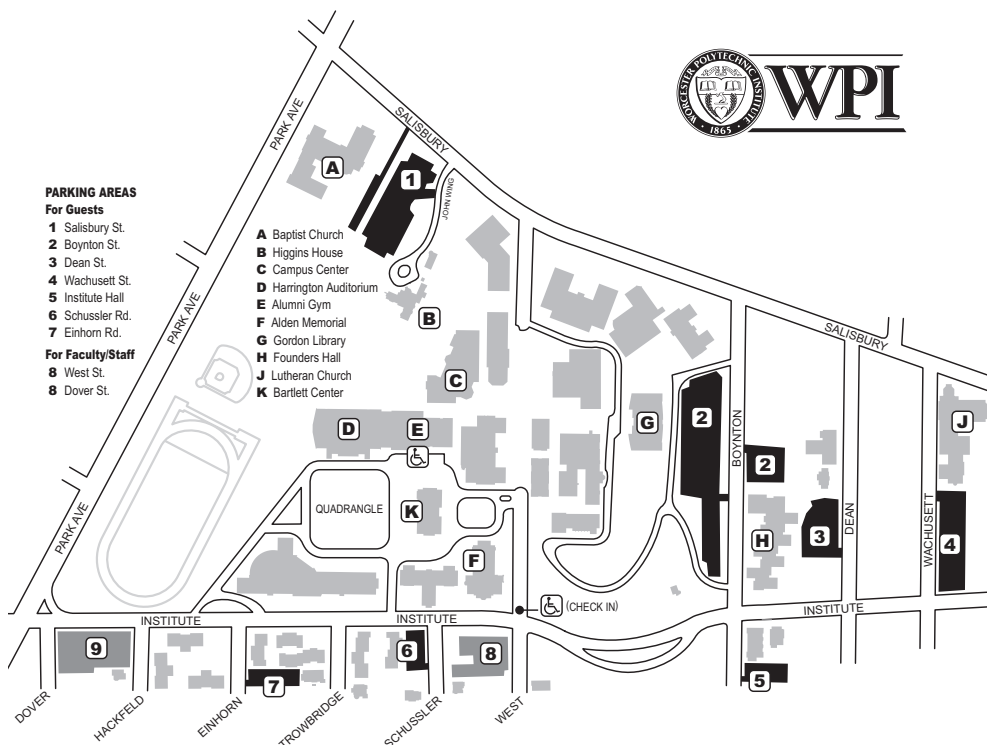 WORCESTER POLYTECHNIC INSTITUTE
· 1865 ·
WPI
PARK AVE
SALISBURY
JOHN WING
A
1
PARKING AREAS
For Guests
1 Salisbury St.
2 Boynton St.
3 Dean St.
4 Wachusett St.
5 Institute Hall
6 Schussler Rd.
7 Einhorn Rd.
For Faculty/Staff
8 West St.
8 Dover St.
A Baptist Church
B Higgins House
C Campus Center
D Harrington Auditorium
E Alumni Gym
F Alden Memorial
G Gordon Library
H Founders Hall
J Lutheran Church
K Bartlett Center
PARK AVE
B
SALISBURY
C
D
E
G
2
BOYNTON
J
2
QUADRANGLE
K
PARK AVE
H
3
DEAN
WACHUSETT
4
F
(CHECK IN)
INSTITUTE
INSTITUTE
9
7
6
8
5
DOVER
HACKFELD
EINHORN
TROWBRIDGE
SCHUSSLER
WEST